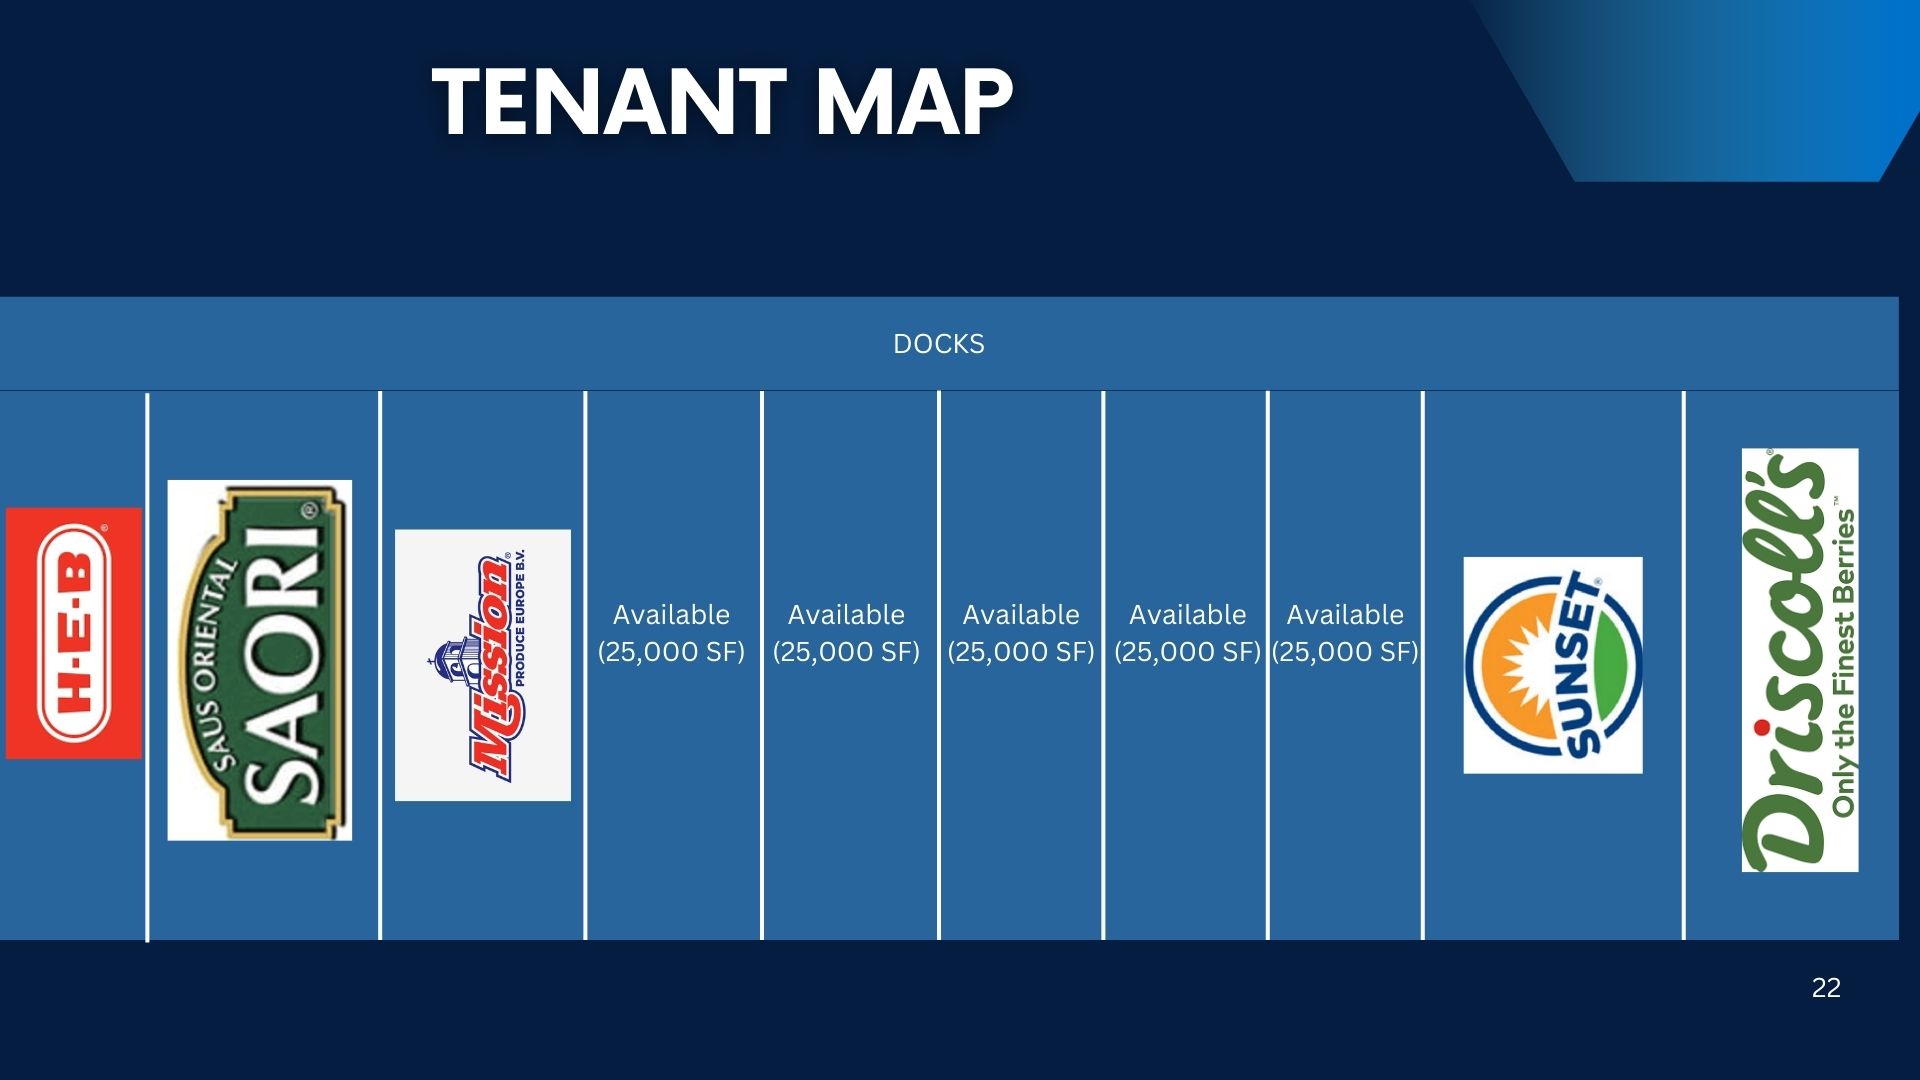 TENANT MAP
DOCKS
H-E-B®
SAUS ORIENTAL
SAORI®
Mission®
PRODUCE EUROPE B.V.
Available
(25,000 SF)
Available
(25,000 SF)
Available
(25,000 SF)
Available
(25,000 SF)
Available
(25,000 SF)
SUNSET®
Driscoll's®
Only the Finest Berries™
22